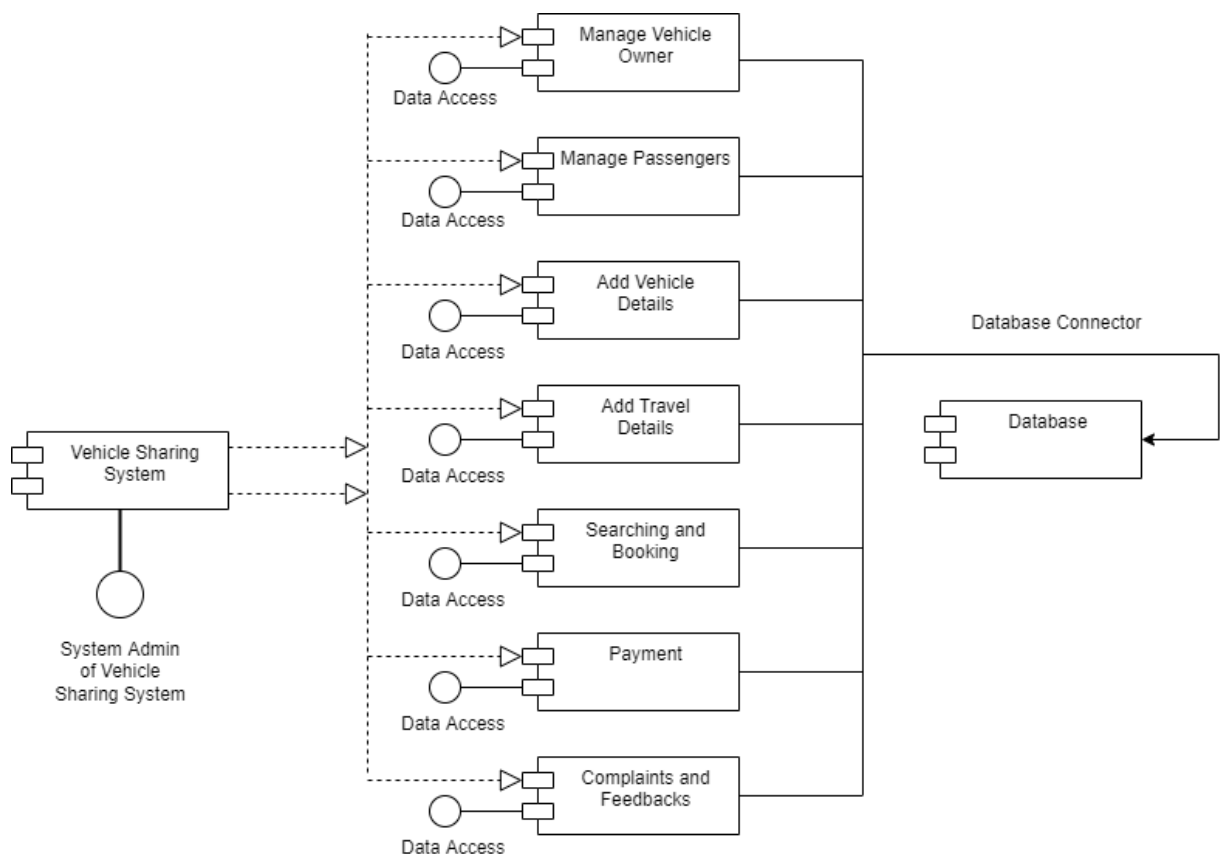 Manage Vehicle
Owner
Data Access
Manage Passengers
Data Access
Add Vehicle
Details
Data Access
Database Connector
Add Travel
Details
Data Access
Database
Vehicle Sharing
System
System Admin
of Vehicle
Sharing System
Searching and
Booking
Data Access
Payment
Data Access
Complaints and
Feedbacks
Data Access